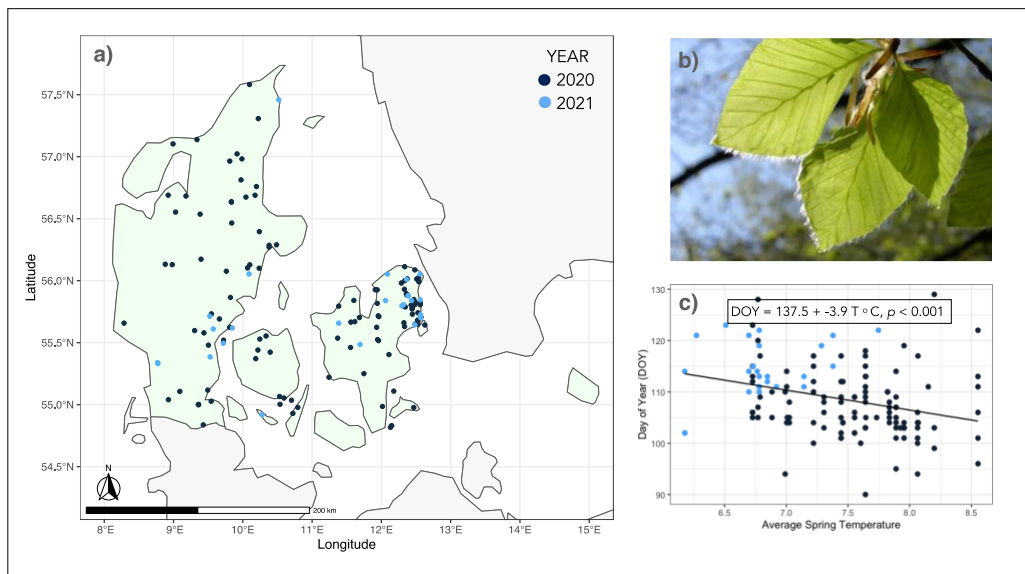 a)
YEAR
2020
2021
57.5°N
57.0°N
56.5°N
56.0°N
55.5°N
55.0°N
54.5°N
Latitude
N
200 km
8°E 9°E 10°E 11°E 12°E 13°E 14°E 15°E
Longitude
b)
c)
DOY = 137.5 + -3.9 T °C, p < 0.001
130
120
110
100
90
Day of Year (DOY)
6.5 7.0 7.5 8.0 8.5
Average Spring Temperature